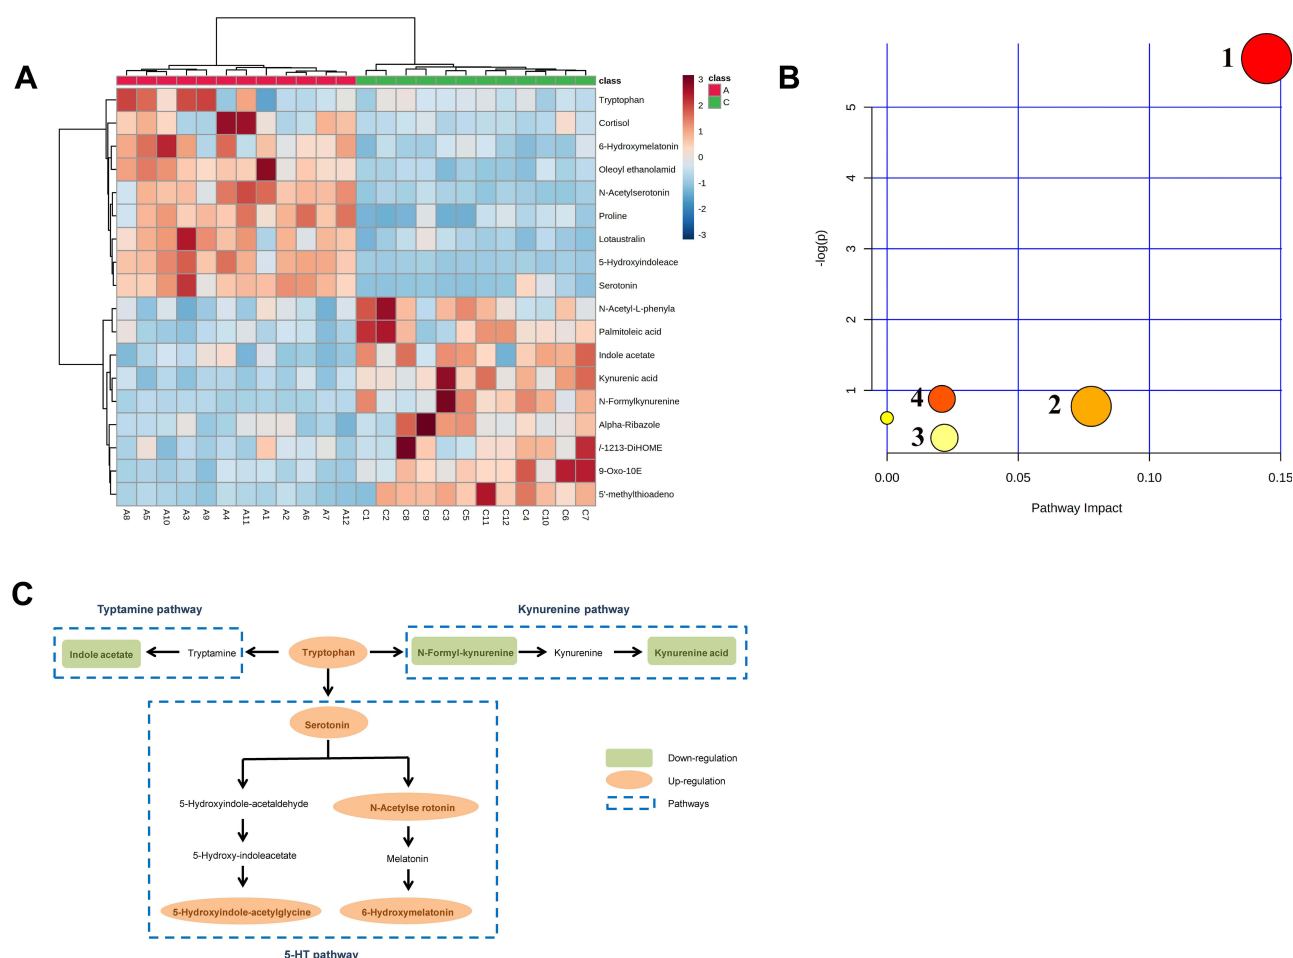 A
class
Tryptophan
Cortisol
6-Hydroxymelatonin
Oleoyl ethanolamid
N-Acetylserotonin
Proline
Lotaustralin
5-Hydroxyindoleace
Serotonin
N-Acetyl-L-phenyla
Palmitoleic acid
Indole acetate
Kynurenic acid
N-Formylkynurenine
Alpha-Ribazole
/-1213-DiHOME
9-Oxo-10E
5'-methylthioadeno
A8 A5 A10 A3 A9 A4 A11 A1 A2 A6 A7 A12 C1 C2 C8 C9 C3 C5 C11 C12 C4 C10 C6 C7
3
2
1
0
-1
-2
-3
class
A
C
B
-log(p)
5
4
3
2
1
1
2
3
4
0.00 0.05 0.10 0.15
Pathway Impact
C
Typtamine pathway
Kynurenine pathway
Indole acetate
Tryptamine
Tryptophan
N-Formyl-kynurenine
Kynurenine
Kynurenine acid
Serotonin
5-Hydroxyindole-acetaldehyde
N-Acetylse rotonin
5-Hydroxy-indoleacetate
Melatonin
5-Hydroxyindole-acetylglycine
6-Hydroxymelatonin
5-HT pathway
Down-regulation
Up-regulation
Pathways